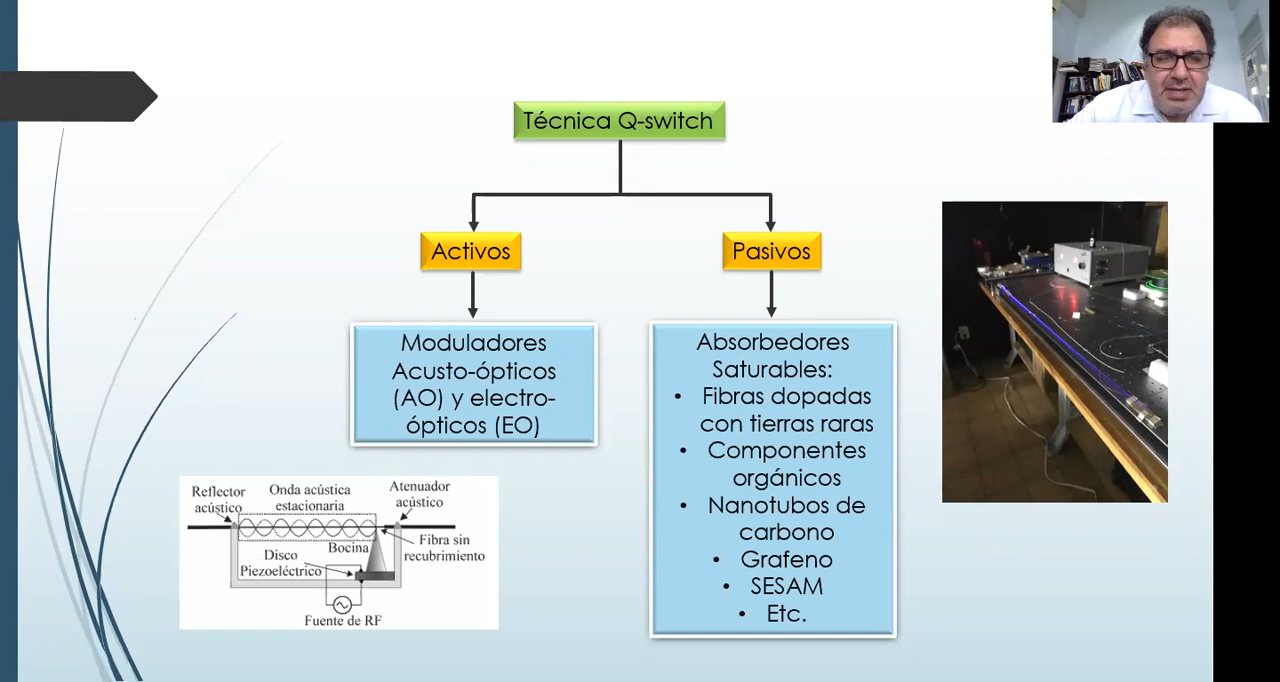 Técnica Q-switch
Activos
Pasivos
Moduladores
Acusto-ópticos
(AO) y electro-
ópticos (EO)
Absorbedores
Saturables:
• Fibras dopadas
con tierras raras
• Componentes
orgánicos
• Nanotubos de
carbono
• Grafeno
• SESAM
• Etc.
Reflector
acústico
Onda acústica
estacionaria
Atenuador
acústico
Bocina
Fibra sin
recubrimiento
Disco
Piezoeléctrico
Fuente de RF